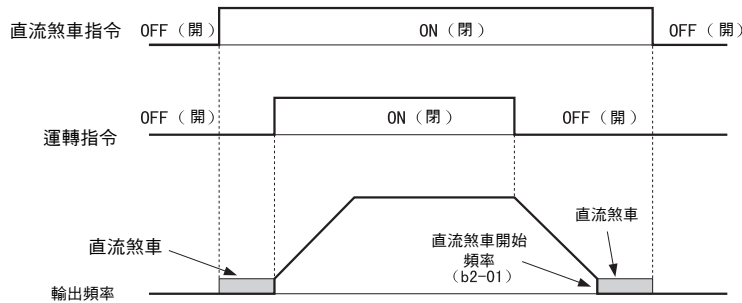 直流煞車指令
OFF（開）
ON（閉）
OFF（開）
運轉指令
OFF（開）
ON（閉）
OFF（開）
直流煞車
直流煞車開始
頻率
（b2-01）
直流煞車
輸出頻率